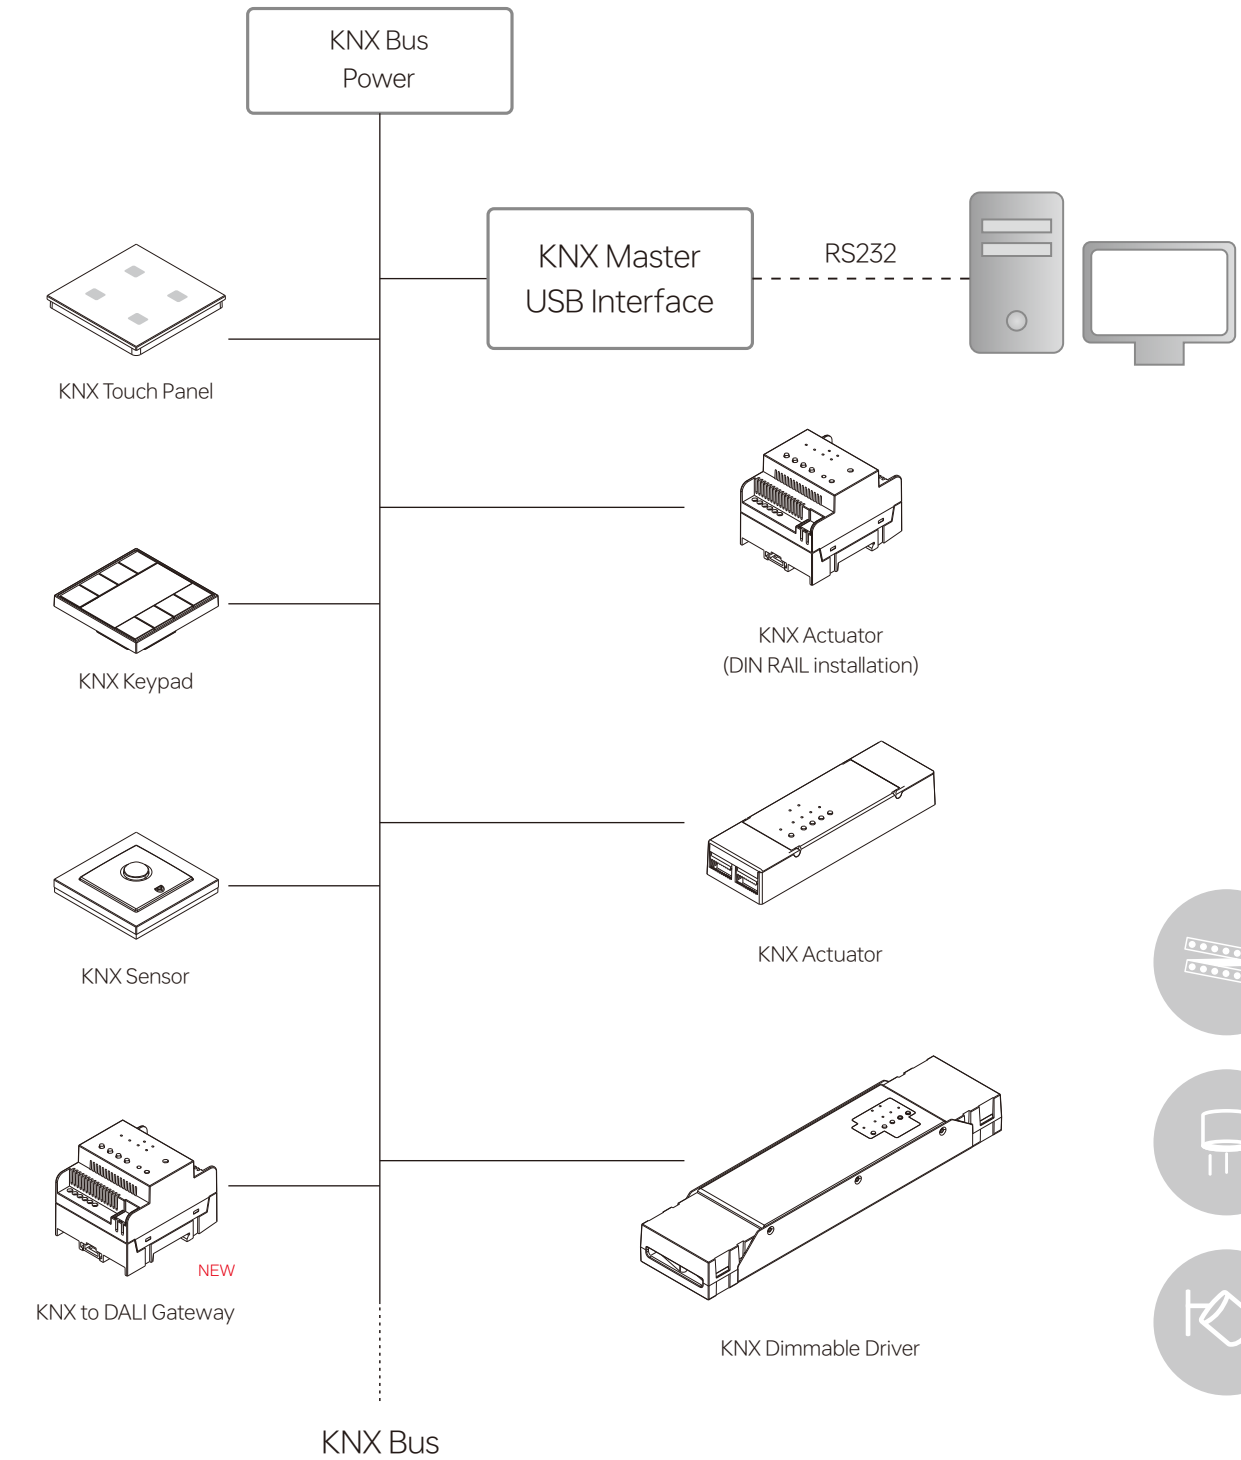 KNX Bus
Power
KNX Master
USB Interface
RS232
KNX Touch Panel
KNX Actuator
(DIN RAIL installation)
KNX Keypad
KNX Actuator
KNX Sensor
NEW
KNX to DALI Gateway
KNX Dimmable Driver
KNX Bus